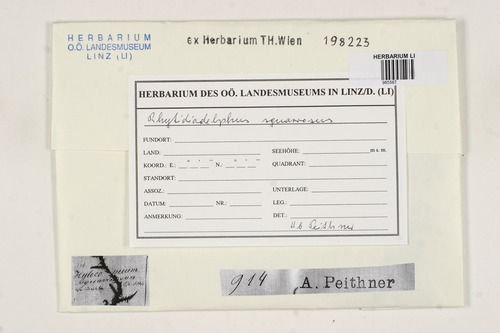 HERBARIUM
O.Ö. LANDESMUSEUM
LINZ (LI)
ex Herbarium TH.Wien 198223
HERBARIUM LI
HERBARIUM DES OÖ. LANDESMUSEUMS IN LINZ/D. (LI)
Rhytidiadelphus squarrosus
FUNDORT:
LAND: SEEHÖHE: m s. m.
KOORD. E.: ° ' " N.: ° ' " QUADRANT:
STANDORT:
ASSOZ.: UNTERLAGE:
DATUM: NR.: LEG.:
ANMERKUNG: DET.:
Peithner
914 A. Peithner